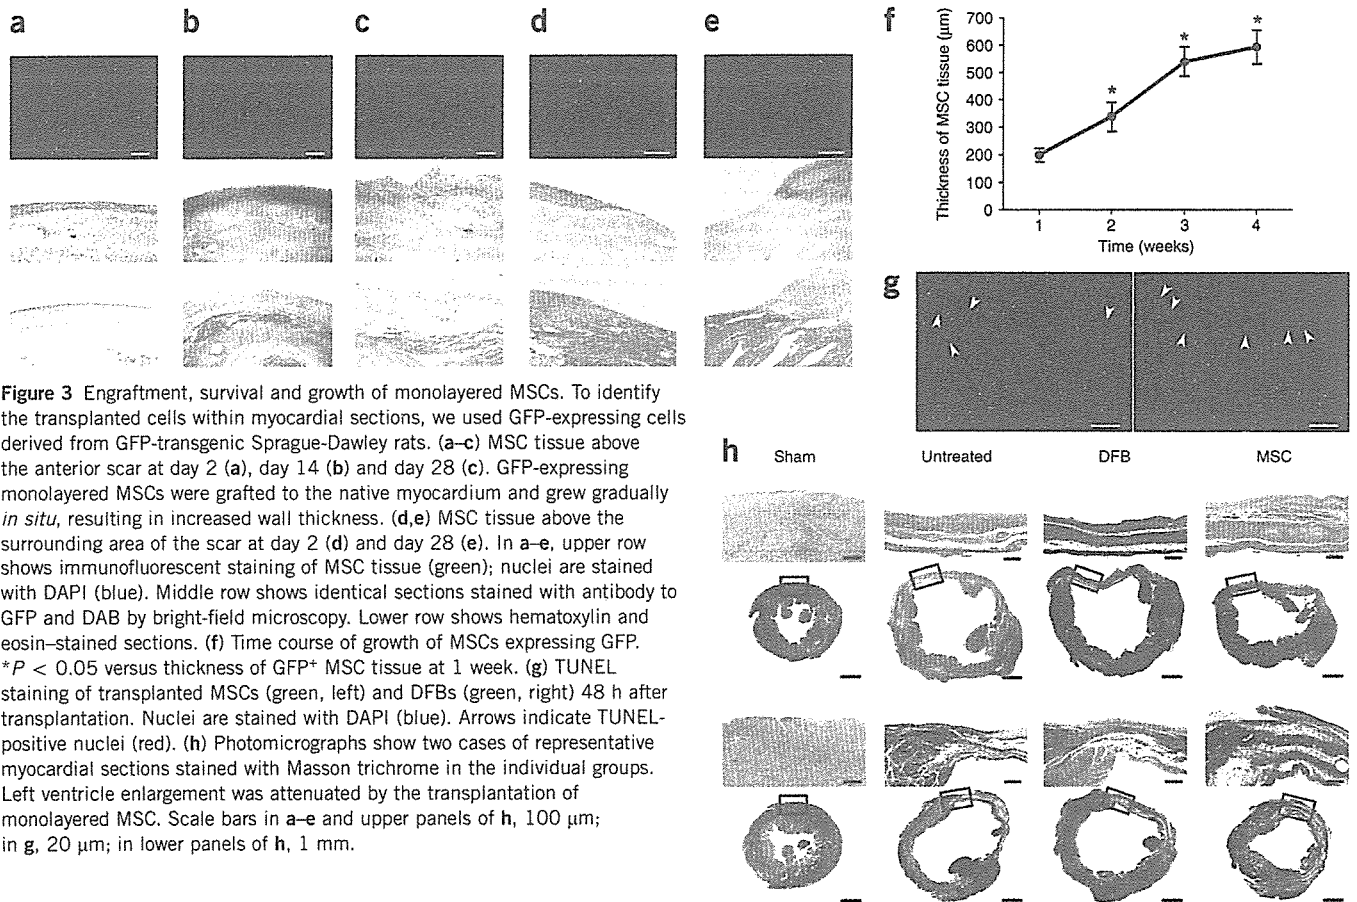 a
b
c
d
e
f
700
600
500
400
300
200
100
0
Thickness of MSC tissue (μm)
*
*
*
1 2 3 4
Time (weeks)
g
Figure 3 Engraftment, survival and growth of monolayered MSCs. To identify
the transplanted cells within myocardial sections, we used GFP-expressing cells
derived from GFP-transgenic Sprague-Dawley rats. (a–c) MSC tissue above
the anterior scar at day 2 (a), day 14 (b) and day 28 (c). GFP-expressing
monolayered MSCs were grafted to the native myocardium and grew gradually
in situ, resulting in increased wall thickness. (d,e) MSC tissue above the
surrounding area of the scar at day 2 (d) and day 28 (e). In a–e, upper row
shows immunofluorescent staining of MSC tissue (green); nuclei are stained
with DAPI (blue). Middle row shows identical sections stained with antibody to
GFP and DAB by bright-field microscopy. Lower row shows hematoxylin and
eosin–stained sections. (f) Time course of growth of MSCs expressing GFP.
*P < 0.05 versus thickness of GFP⁺ MSC tissue at 1 week. (g) TUNEL
staining of transplanted MSCs (green, left) and DFBs (green, right) 48 h after
transplantation. Nuclei are stained with DAPI (blue). Arrows indicate TUNEL-
positive nuclei (red). (h) Photomicrographs show two cases of representative
myocardial sections stained with Masson trichrome in the individual groups.
Left ventricle enlargement was attenuated by the transplantation of
monolayered MSC. Scale bars in a–e and upper panels of h, 100 μm;
in g, 20 μm; in lower panels of h, 1 mm.
h
Sham Untreated DFB MSC